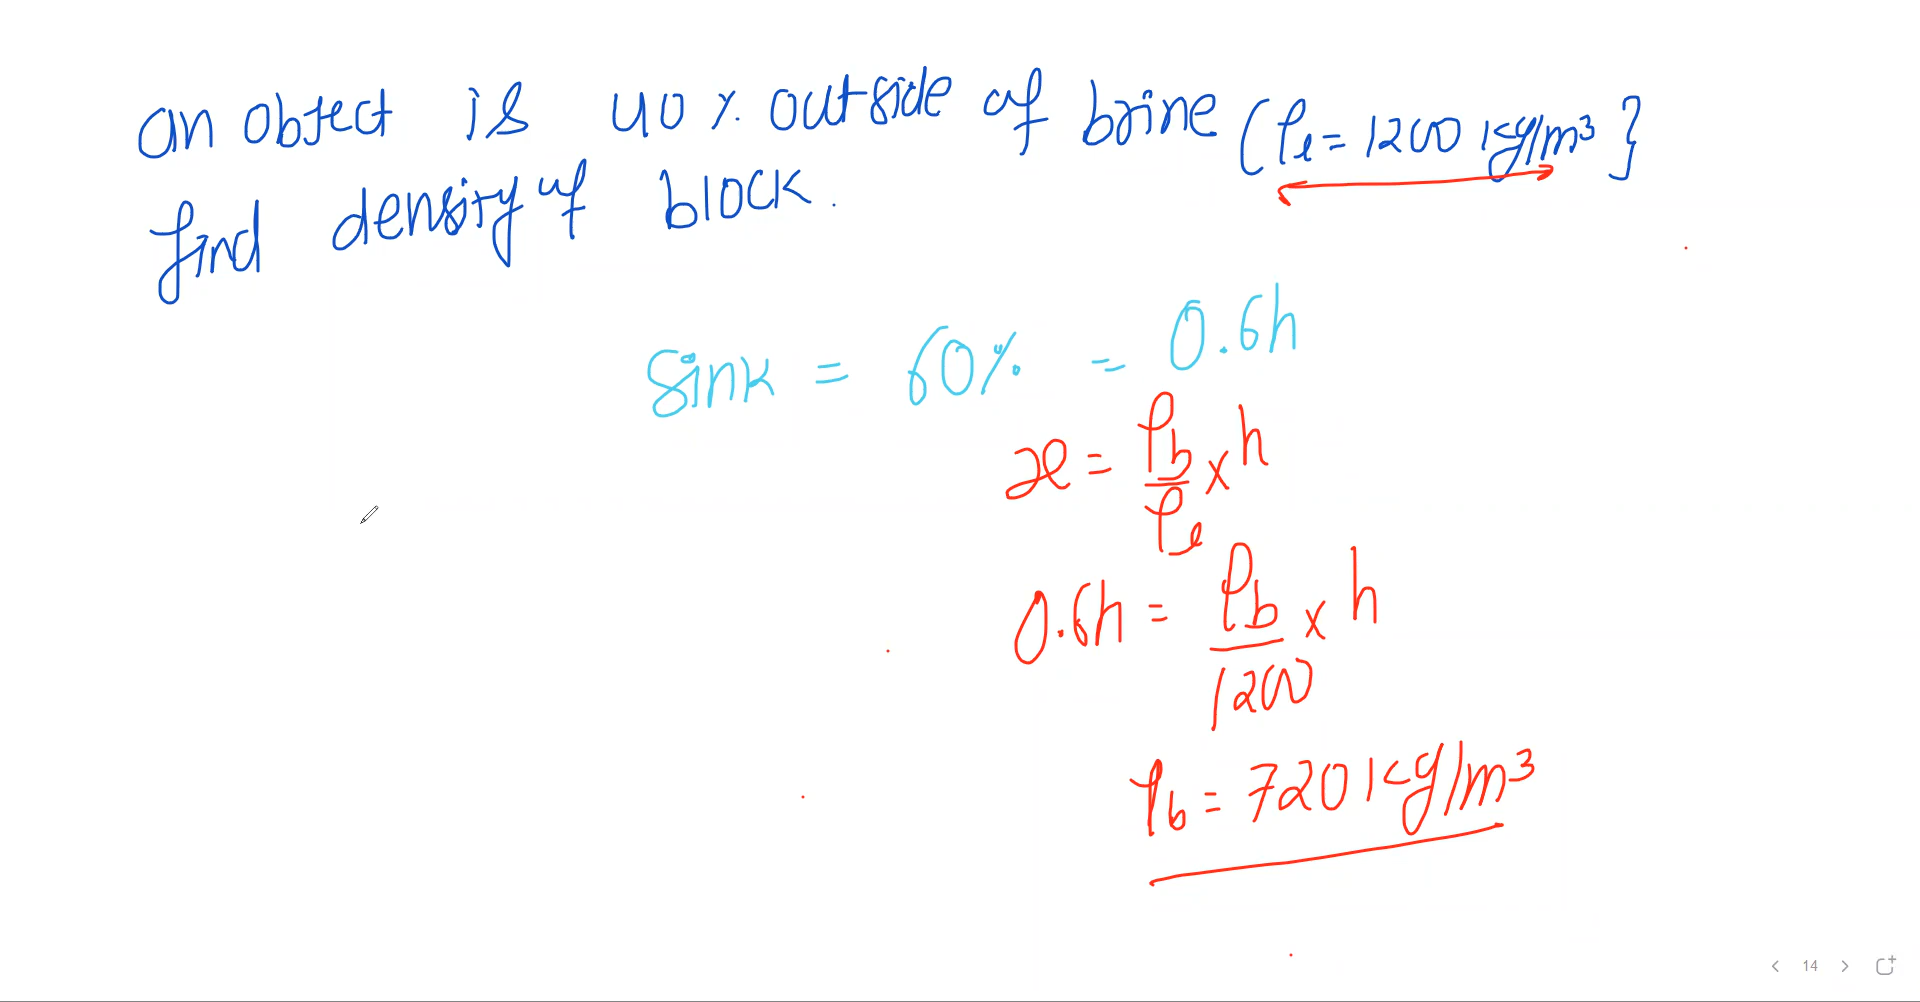 an object is 40% outside of brine (ρl = 1200 kg/m³}
find density of block.
sink = 60% = 0.6h
x = ρb/ρl × h
0.6h = ρb/1200 × h
ρb = 720 kg/m³
14